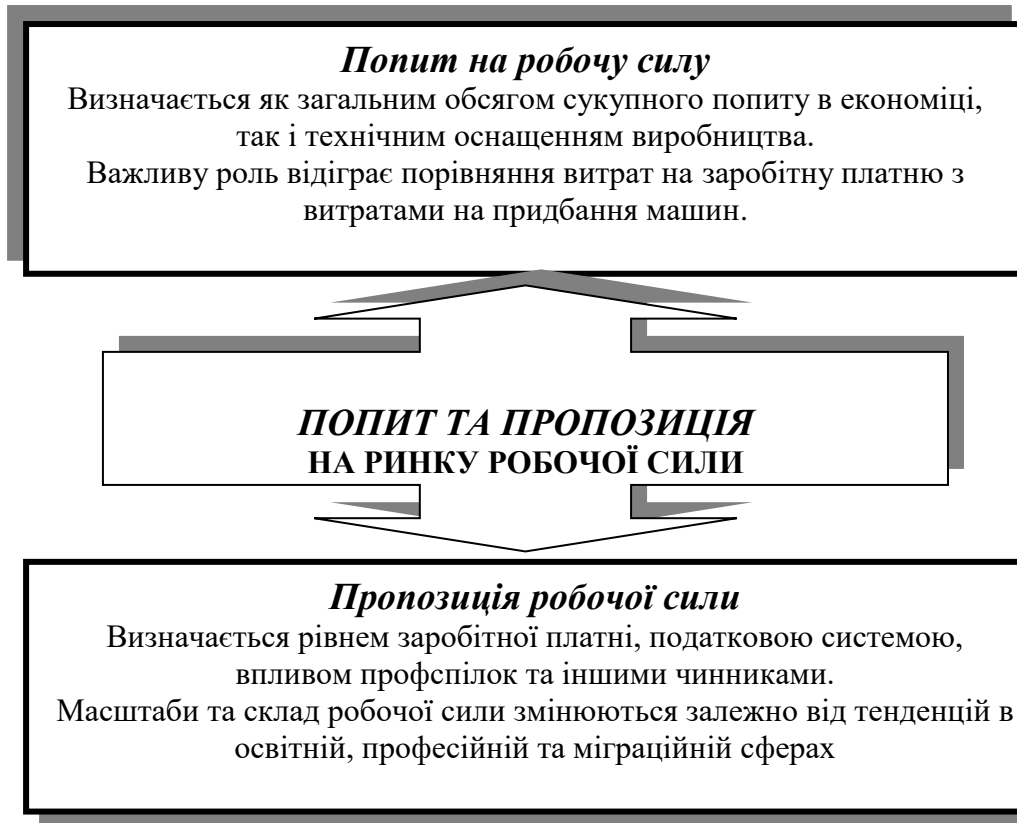 Попит на робочу силу
Визначається як загальним обсягом сукупного попиту в економіці,
так і технічним оснащенням виробництва.
Важливу роль відіграє порівняння витрат на заробітну платню з
витратами на придбання машин.
ПОПИТ ТА ПРОПОЗИЦІЯ
НА РИНКУ РОБОЧОЇ СИЛИ
Пропозиція робочої сили
Визначається рівнем заробітної платні, податковою системою,
впливом профспілок та іншими чинниками.
Масштаби та склад робочої сили змінюються залежно від тенденцій в
освітній, професійній та міграційній сферах